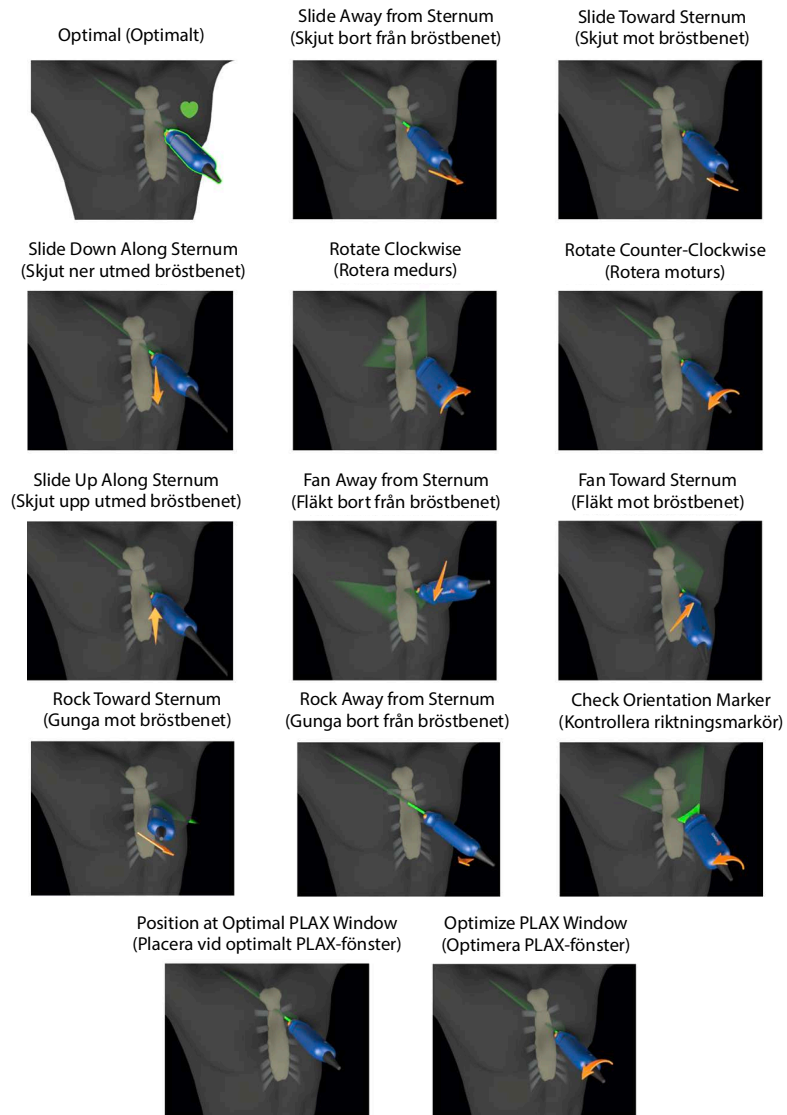 Optimal (Optimalt)
Slide Away from Sternum
(Skjut bort från bröstbenet)
Slide Toward Sternum
(Skjut mot bröstbenet)
Slide Down Along Sternum
(Skjut ner utmed bröstbenet)
Rotate Clockwise
(Rotera medurs)
Rotate Counter-Clockwise
(Rotera moturs)
Slide Up Along Sternum
(Skjut upp utmed bröstbenet)
Fan Away from Sternum
(Fläkt bort från bröstbenet)
Fan Toward Sternum
(Fläkt mot bröstbenet)
Rock Toward Sternum
(Gunga mot bröstbenet)
Rock Away from Sternum
(Gunga bort från bröstbenet)
Check Orientation Marker
(Kontrollera riktningsmarkör)
Position at Optimal PLAX Window
(Placera vid optimalt PLAX-fönster)
Optimize PLAX Window
(Optimera PLAX-fönster)